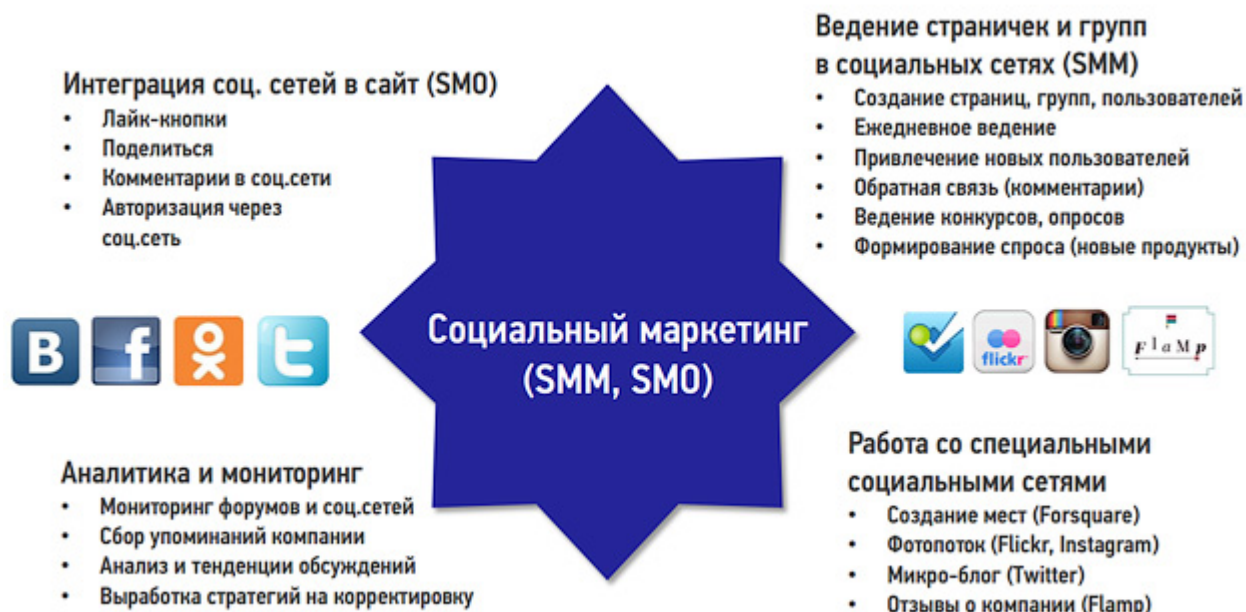 Интеграция соц. сетей в сайт (SMO)
• Лайк-кнопки
• Поделиться
• Комментарии в соц.сети
• Авторизация через
соц.сеть
Ведение страничек и групп
в социальных сетях (SMM)
• Создание страниц, групп, пользователей
• Ежедневное ведение
• Привлечение новых пользователей
• Обратная связь (комментарии)
• Ведение конкурсов, опросов
• Формирование спроса (новые продукты)
В f t
Социальный маркетинг
(SMM, SMO)
flickr
FlaMp
Аналитика и мониторинг
• Мониторинг форумов и соц.сетей
• Сбор упоминаний компании
• Анализ и тенденции обсуждений
• Выработка стратегий на корректировку
Работа со специальными
социальными сетями
• Создание мест (Forsquare)
• Фотопоток (Flickr, Instagram)
• Микро-блог (Twitter)
• Отзывы о компании (Flamp)